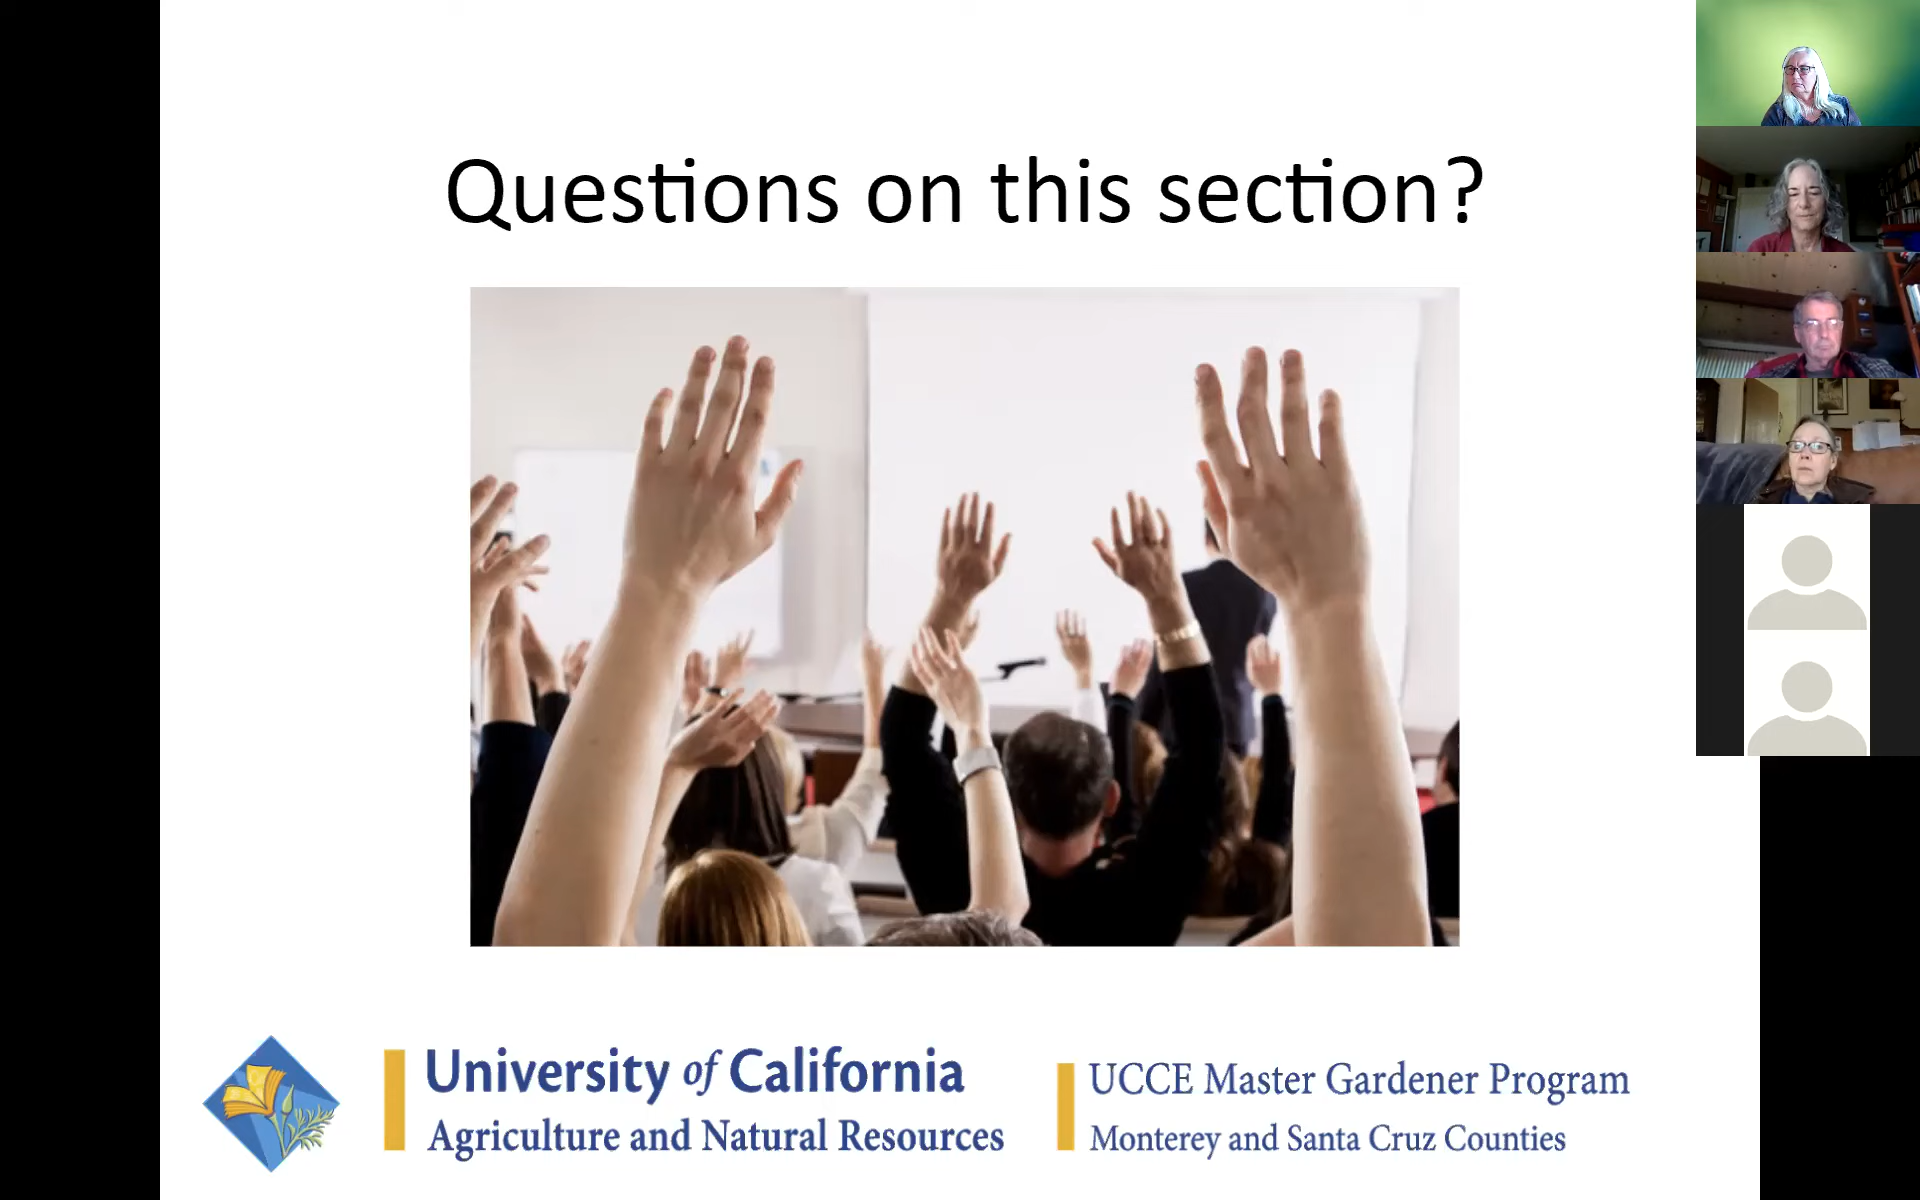 Questions on this section?
University of California
Agriculture and Natural Resources
UCCE Master Gardener Program
Monterey and Santa Cruz Counties